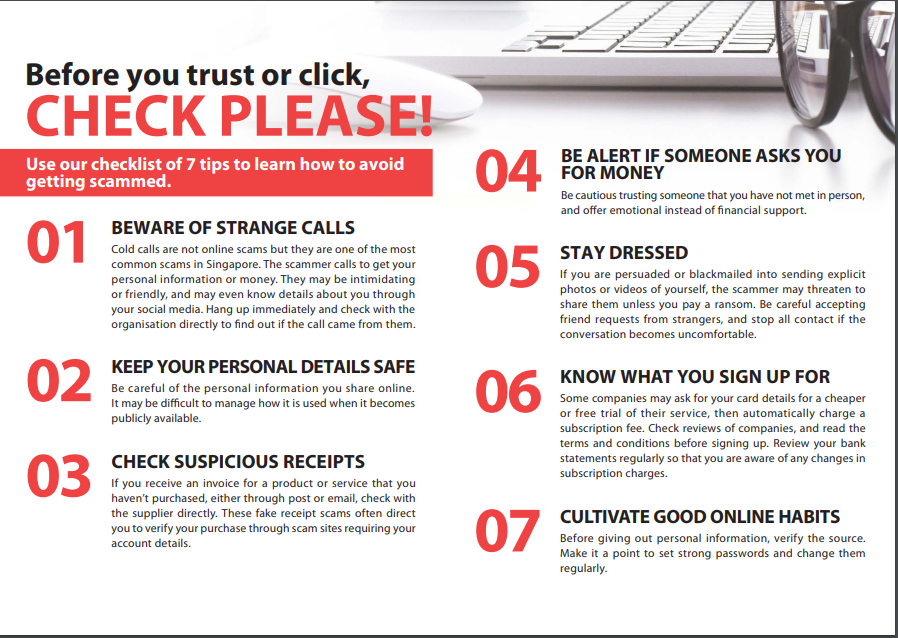 Before you trust or click,
CHECK PLEASE!
Use our checklist of 7 tips to learn how to avoid
getting scammed.
01
BEWARE OF STRANGE CALLS
Cold calls are not online scams but they are one of the most
common scams in Singapore. The scammer calls to get your
personal information or money. They may be intimidating
or friendly, and may even know details about you through
your social media. Hang up immediately and check with the
organisation directly to find out if the call came from them.
02
KEEP YOUR PERSONAL DETAILS SAFE
Be careful of the personal information you share online.
It may be difficult to manage how it is used when it becomes
publicly available.
03
CHECK SUSPICIOUS RECEIPTS
If you receive an invoice for a product or service that you
haven’t purchased, either through post or email, check with
the supplier directly. These fake receipt scams often direct
you to verify your purchase through scam sites requiring your
account details.
04
BE ALERT IF SOMEONE ASKS YOU
FOR MONEY
Be cautious trusting someone that you have not met in person,
and offer emotional instead of financial support.
05
STAY DRESSED
If you are persuaded or blackmailed into sending explicit
photos or videos of yourself, the scammer may threaten to
share them unless you pay a ransom. Be careful accepting
friend requests from strangers, and stop all contact if the
conversation becomes uncomfortable.
06
KNOW WHAT YOU SIGN UP FOR
Some companies may ask for your card details for a cheaper
or free trial of their service, then automatically charge a
subscription fee. Check reviews of companies, and read the
terms and conditions before signing up. Review your bank
statements regularly so that you are aware of any changes in
subscription charges.
07
CULTIVATE GOOD ONLINE HABITS
Before giving out personal information, verify the source.
Make it a point to set strong passwords and change them
regularly.